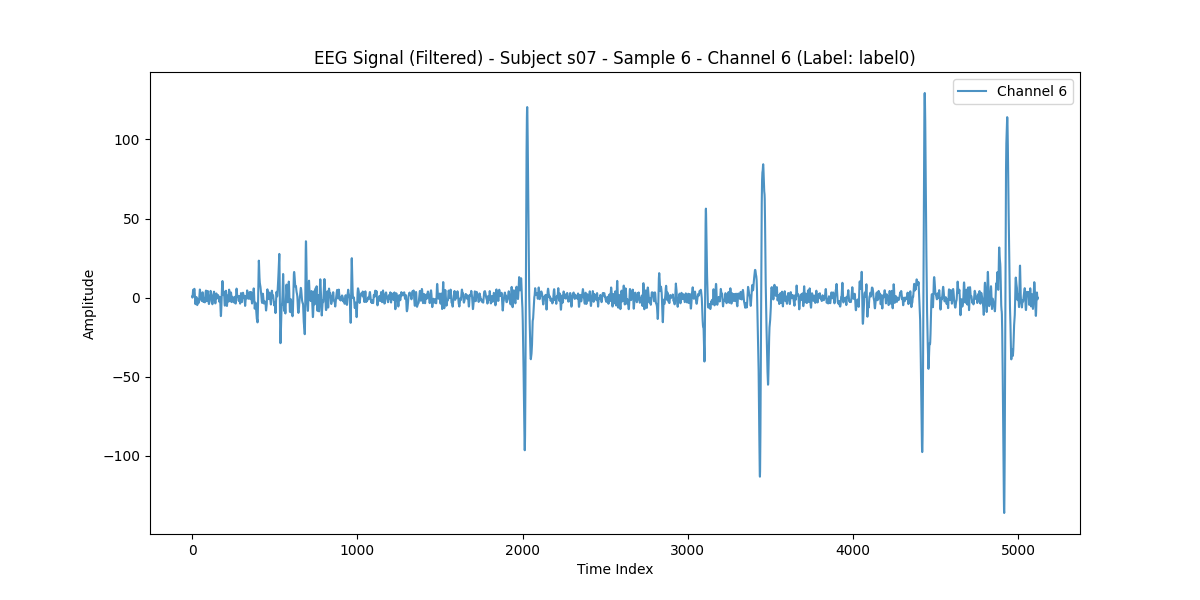 EEG Signal (Filtered) - Subject s07 - Sample 6 - Channel 6 (Label: label0)
Channel 6
Amplitude
100
50
0
−50
−100
0 1000 2000 3000 4000 5000
Time Index